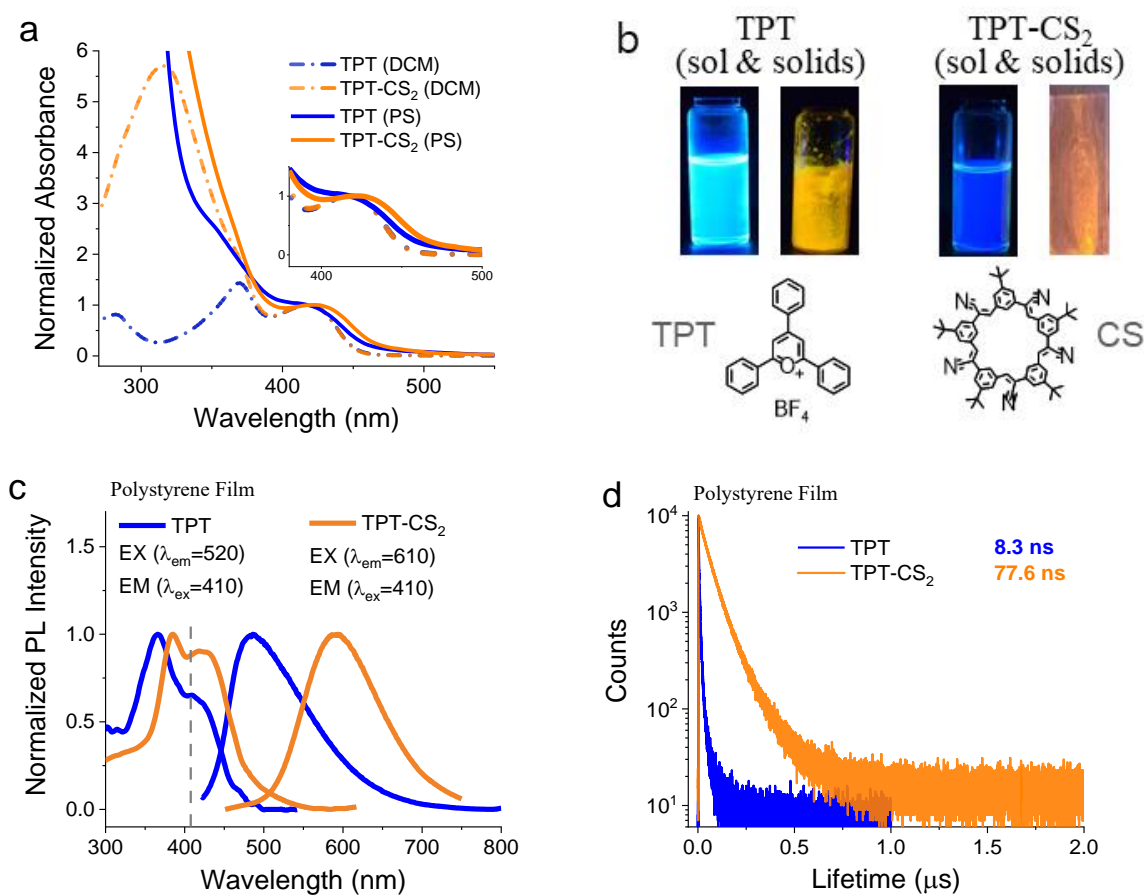 a
6
5
4
3
2
1
0
Normalized Absorbance
300
400
500
Wavelength (nm)
TPT (DCM)
TPT-CS₂ (DCM)
TPT (PS)
TPT-CS₂ (PS)
1
0
400
500
b
TPT
(sol & solids)
TPT-CS₂
(sol & solids)
TPT
O
+
BF₄
CS
N
N
N
N
N
c
Polystyrene Film
TPT
EX (λem=520)
EM (λex=410)
TPT-CS₂
EX (λem=610)
EM (λex=410)
1.5
1.0
0.5
0.0
Normalized PL Intensity
300
400
500
600
700
800
Wavelength (nm)
d
Polystyrene Film
TPT
8.3 ns
TPT-CS₂
77.6 ns
10⁴
10³
10²
10¹
Counts
0.0
0.5
1.0
1.5
2.0
Lifetime (μs)